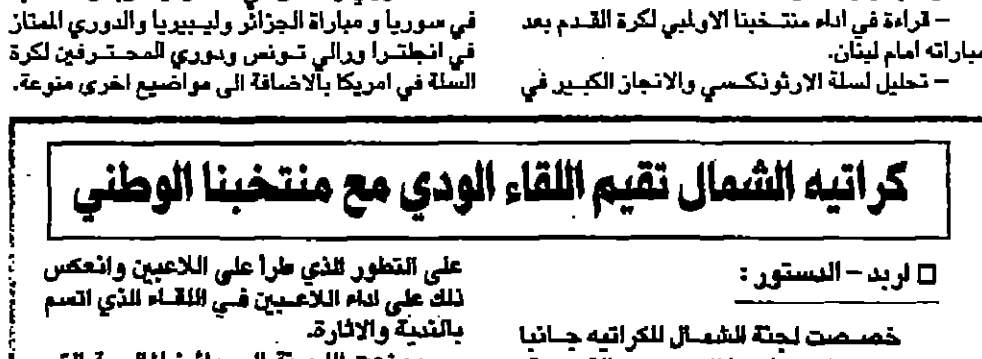 – قراءة في اداء منتخبنا الاولمبي لكرة القدم بعد
مباراته امام لبنان.
– تحليل لسلة الارثوذكسي والانجاز الكبير في
في سوريا و مباراة الجزائر وليبيريا والدوري الممتاز
في انجلترا ورالي تونس ودوري المحترفين لكرة
السلة في امريكا بالاضافة الى مواضيع اخرى منوعة.
كراتيه الشمال تقيم اللقاء الودي مع منتخبنا الوطني
□ اربد – الدستور :
خصصت لجنة الشمال للكراتيه جانبا
على التطور الذي طرأ على اللاعبين وانعكس
ذلك على اداء اللاعبين في اللقاء الذي اتسم
بالندية والاثارة.